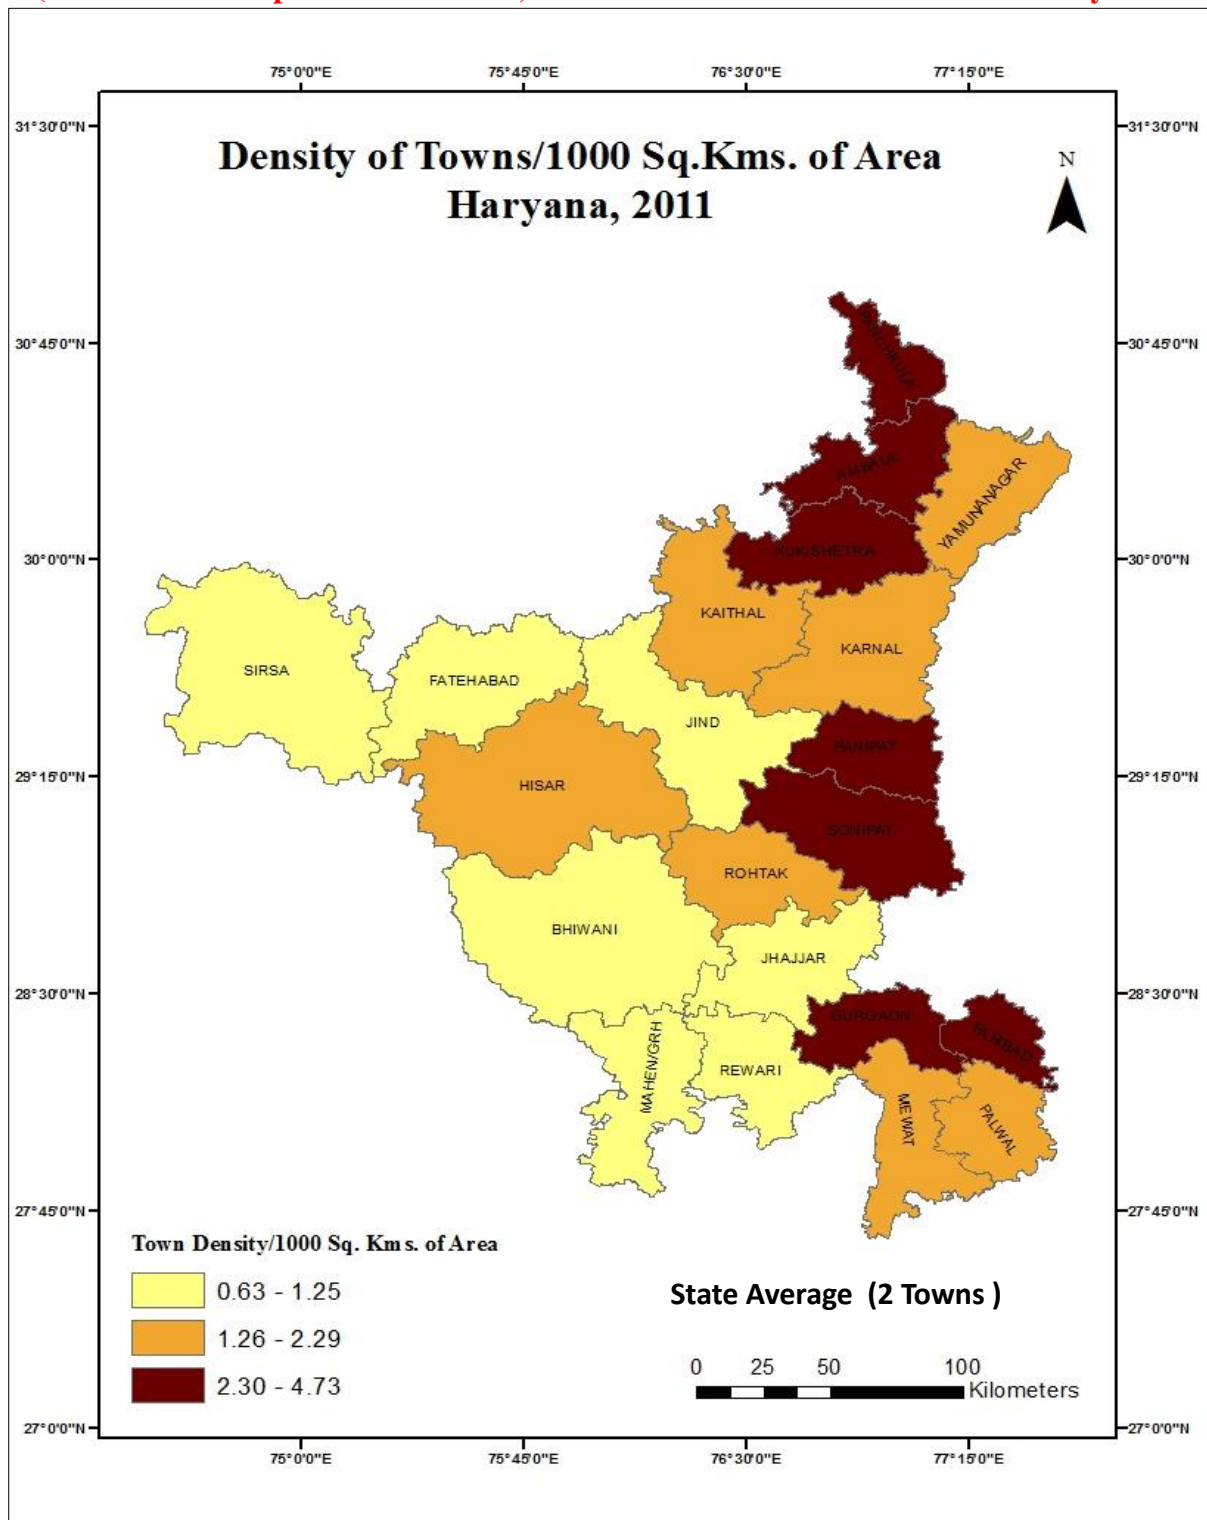 75°0'0"E 75°45'0"E 76°30'0"E 77°15'0"E
31°30'0"N 31°30'0"N
Density of Towns/1000 Sq.Kms. of Area
Haryana, 2011
N
30°45'0"N PANCHKULA 30°45'0"N
AMBALA
YAMUNANAGAR
KUK/SHETRA
30°0'0"N 30°0'0"N
KAITHAL
KARNAL
SIRSA
FATEHABAD
JIND
PANIPAT
29°15'0"N 29°15'0"N
HISAR
SONIPAT
ROHTAK
BHIWANI
JHAJJAR
28°30'0"N 28°30'0"N
GURGAON
FARIBAD
MAHEN/GRH
REWARI
MEWAT
PALWAL
27°45'0"N 27°45'0"N
Town Density/1000 Sq. Kms. of Area
0.63 - 1.25
State Average (2 Towns )
1.26 - 2.29
0 25 50 100
Kilometers
2.30 - 4.73
27°0'0"N 27°0'0"N
75°0'0"E 75°45'0"E 76°30'0"E 77°15'0"E